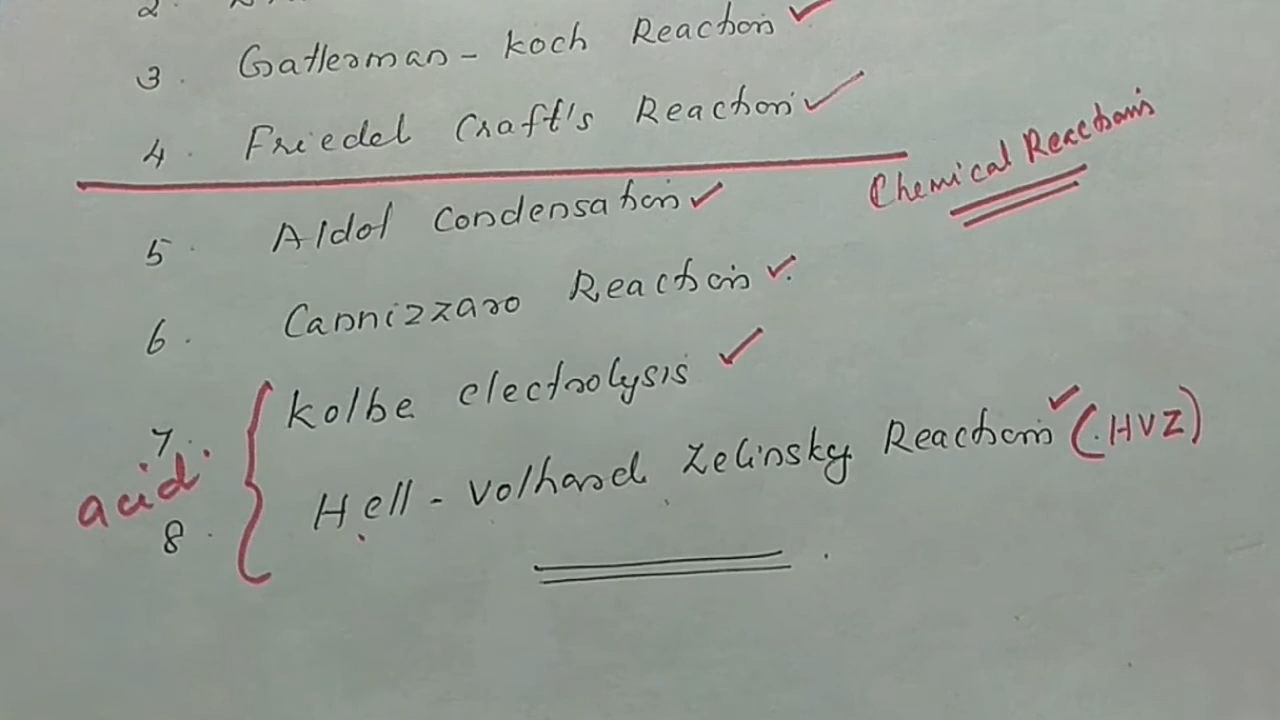 2.
3. Gatterman - Koch Reaction ✓
4. Friedel Craft's Reaction ✓
Chemical Reactions
5. Aldol Condensation ✓
6. Cannizzaro Reaction ✓
7. Kolbe electrolysis ✓
acid
8. Hell - Volhard Zelinsky Reaction ✓ (HVZ)